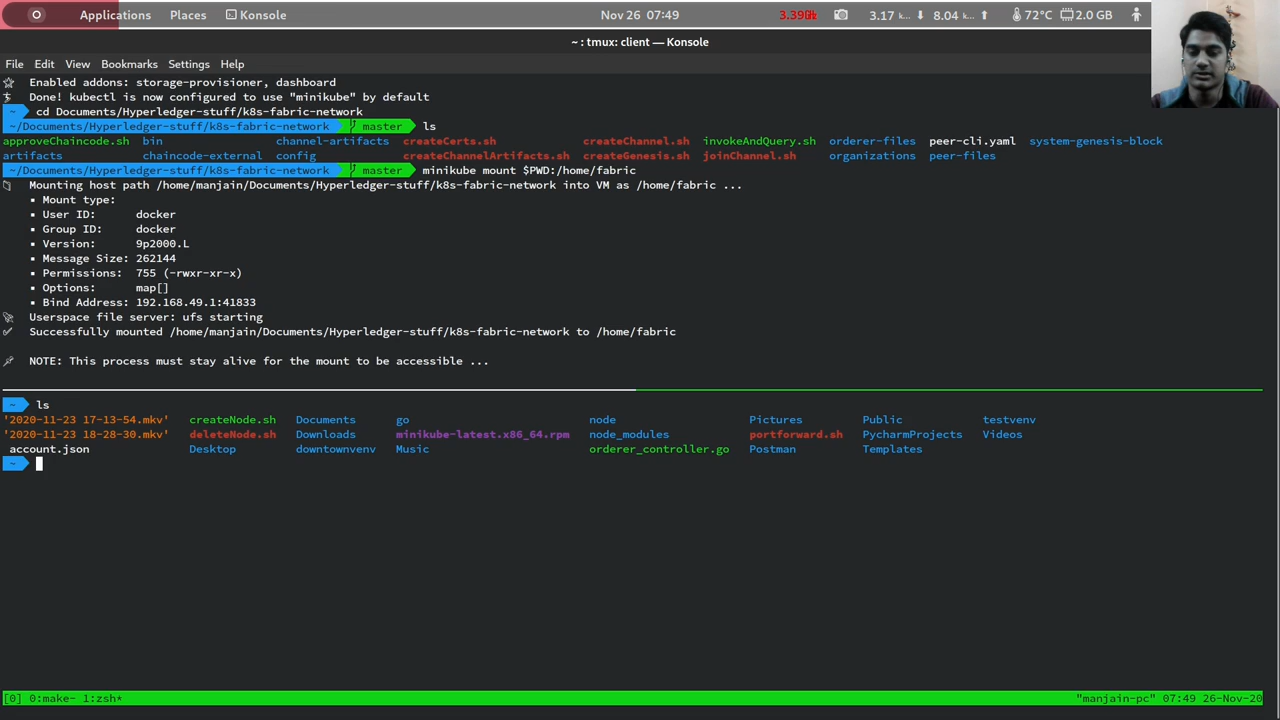 Applications Places Konsole Nov 26 07:49 3.39GHz 3.17 k... 8.04 k... 72°C 2.0 GB
~ : tmux: client — Konsole
File Edit View Bookmarks Settings Help
Enabled addons: storage-provisioner, dashboard
Done! kubectl is now configured to use "minikube" by default
~ cd Documents/Hyperledger-stuff/k8s-fabric-network
~/Documents/Hyperledger-stuff/k8s-fabric-network master ls
approveChaincode.sh bin channel-artifacts createCerts.sh createChannel.sh invokeAndQuery.sh orderer-files peer-cli.yaml system-genesis-block
artifacts chaincode-external config createChannelArtifacts.sh createGenesis.sh joinChannel.sh organizations peer-files
~/Documents/Hyperledger-stuff/k8s-fabric-network master minikube mount $PWD:/home/fabric
Mounting host path /home/manjain/Documents/Hyperledger-stuff/k8s-fabric-network into VM as /home/fabric ...
▪ Mount type:
▪ User ID: docker
▪ Group ID: docker
▪ Version: 9p2000.L
▪ Message Size: 262144
▪ Permissions: 755 (-rwxr-xr-x)
▪ Options: map[]
▪ Bind Address: 192.168.49.1:41833
Userspace file server: ufs starting
Successfully mounted /home/manjain/Documents/Hyperledger-stuff/k8s-fabric-network to /home/fabric
NOTE: This process must stay alive for the mount to be accessible ...
~ ls
'2020-11-23 17-13-54.mkv' createNode.sh Documents go node Pictures Public testvenv
'2020-11-23 18-28-30.mkv' deleteNode.sh Downloads minikube-latest.x86_64.rpm node_modules portforward.sh PycharmProjects Videos
account.json Desktop downtownvenv Music orderer_controller.go Postman Templates
~
[0] 0:make- 1:zsh* "manjain-pc" 07:49 26-Nov-20